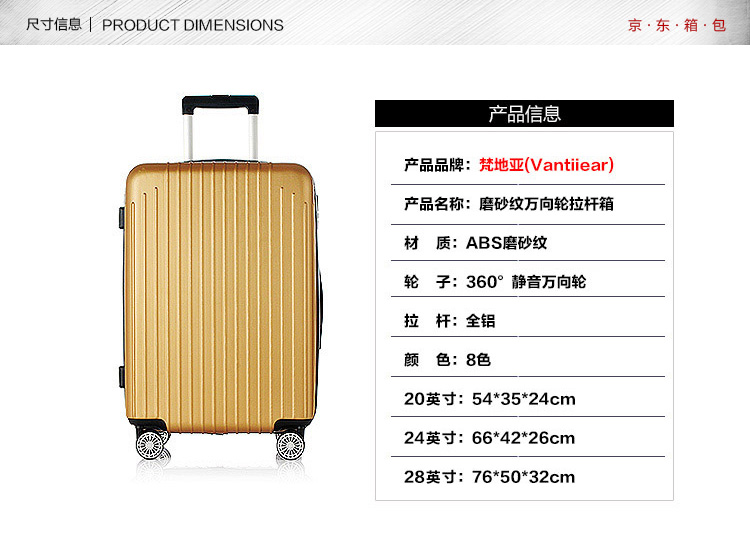 尺寸信息 | PRODUCT DIMENSIONS
京·东·箱·包
产品信息
产品品牌：梵地亚(Vantiiear)
产品名称：磨砂纹万向轮拉杆箱
材 质：ABS磨砂纹
轮 子：360° 静音万向轮
拉 杆：全铝
颜 色：8色
20英寸：54*35*24cm
24英寸：66*42*26cm
28英寸：76*50*32cm